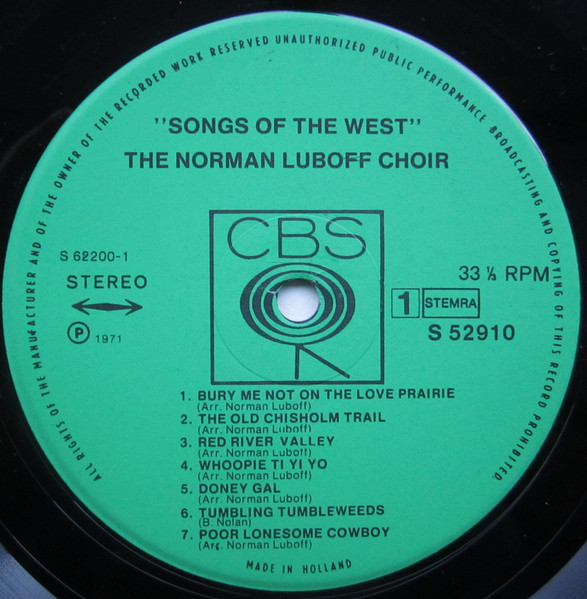 ALL RIGHTS OF THE MANUFACTURER AND OF THE OWNER OF THE RECORDED WORK RESERVED UNAUTHORIZED PUBLIC PERFORMANCE BROADCASTING AND COPYING OF THIS RECORD PROHIBITED
"SONGS OF THE WEST"
THE NORMAN LUBOFF CHOIR
CBS
S 62200-1
STEREO
℗ 1971
33 ⅓ RPM
1 STEMRA
S 52910
1. BURY ME NOT ON THE LOVE PRAIRIE
(Arr. Norman Luboff)
2. THE OLD CHISHOLM TRAIL
(Arr. Norman Luboff)
3. RED RIVER VALLEY
(Arr. Norman Luboff)
4. WHOOPIE TI YI YO
(Arr. Norman Luboff)
5. DONEY GAL
(Arr. Norman Luboff)
6. TUMBLING TUMBLEWEEDS
(B. Nolan)
7. POOR LONESOME COWBOY
(Arr. Norman Luboff)
MADE IN HOLLAND